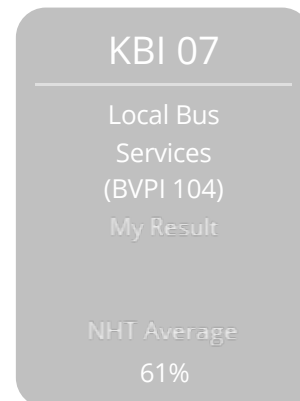 KBI 07
Local Bus
Services
(BVPI 104)
My Result
NHT Average
61%